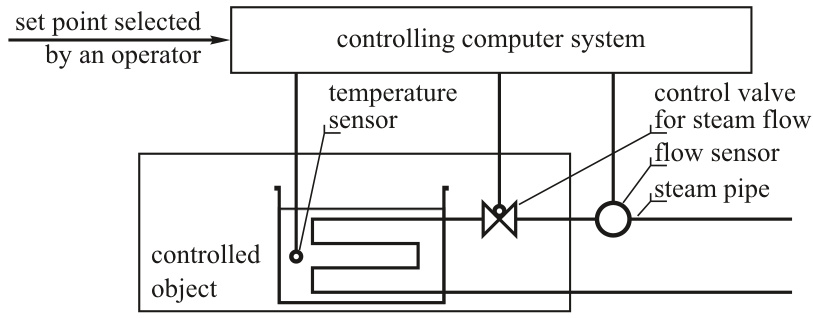 set point selected
by an operator
controlling computer system
temperature
sensor
control valve
for steam flow
flow sensor
steam pipe
controlled
object